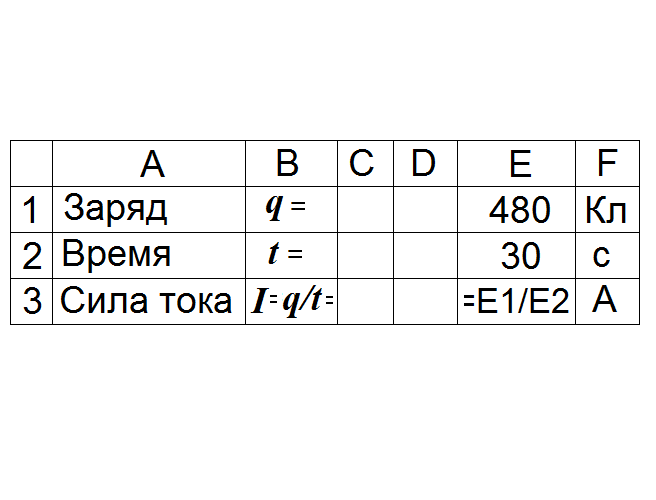 A B C D E F
1 Заряд q = 480 Кл
2 Время t = 30 с
3 Сила тока I=q/t= =E1/E2 А